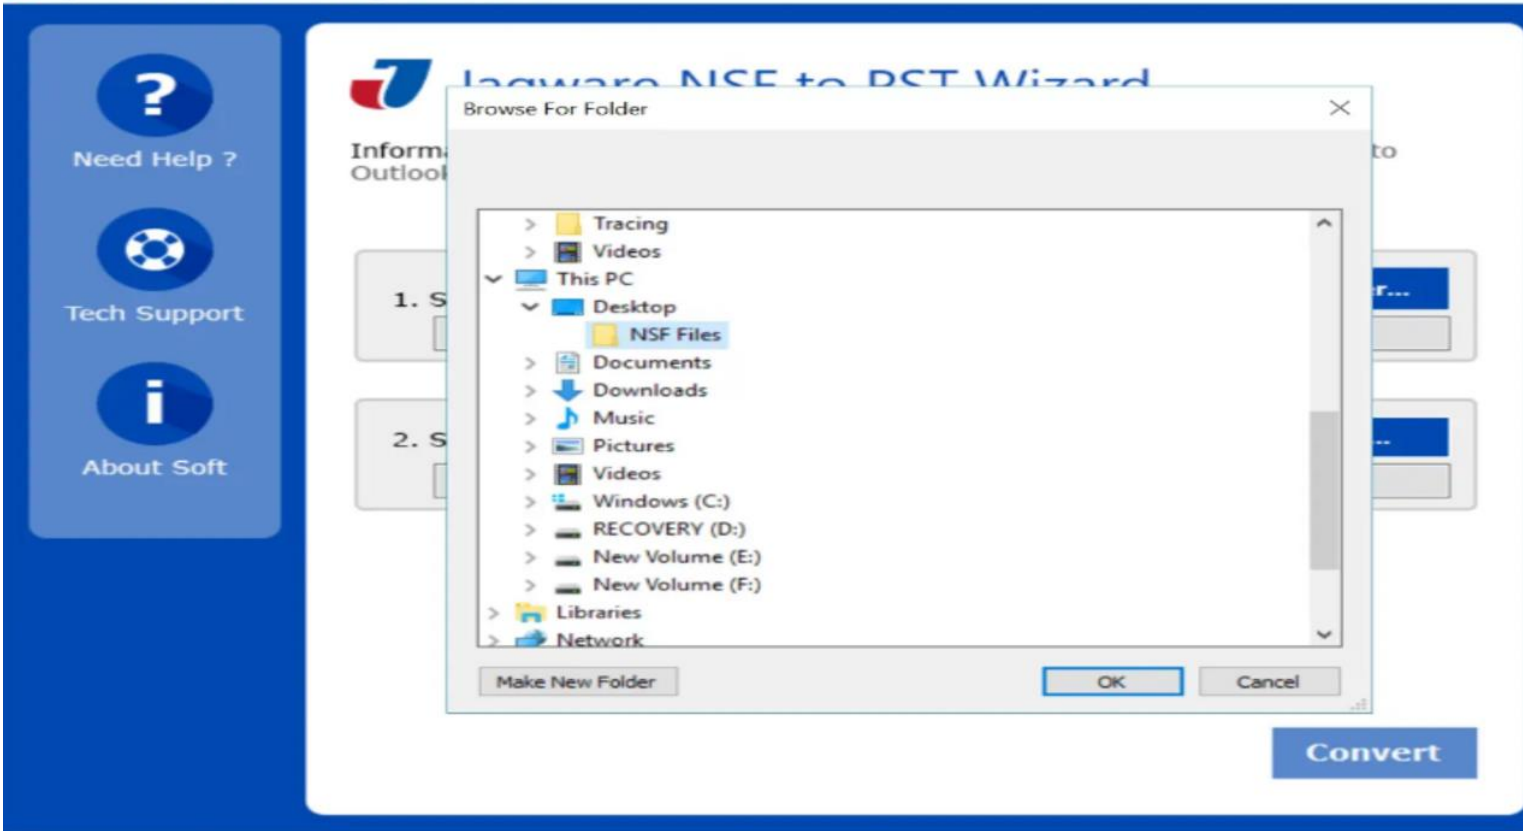 ?
Need Help ?
Tech Support
i
About Soft
Jagware NSF to PST Wizard
Browse For Folder
to
1. S
r...
2. S
...
Tracing
Videos
This PC
Desktop
NSF Files
Documents
Downloads
Music
Pictures
Videos
Windows (C:)
RECOVERY (D:)
New Volume (E:)
New Volume (F:)
Libraries
Network
Make New Folder
OK
Cancel
Convert